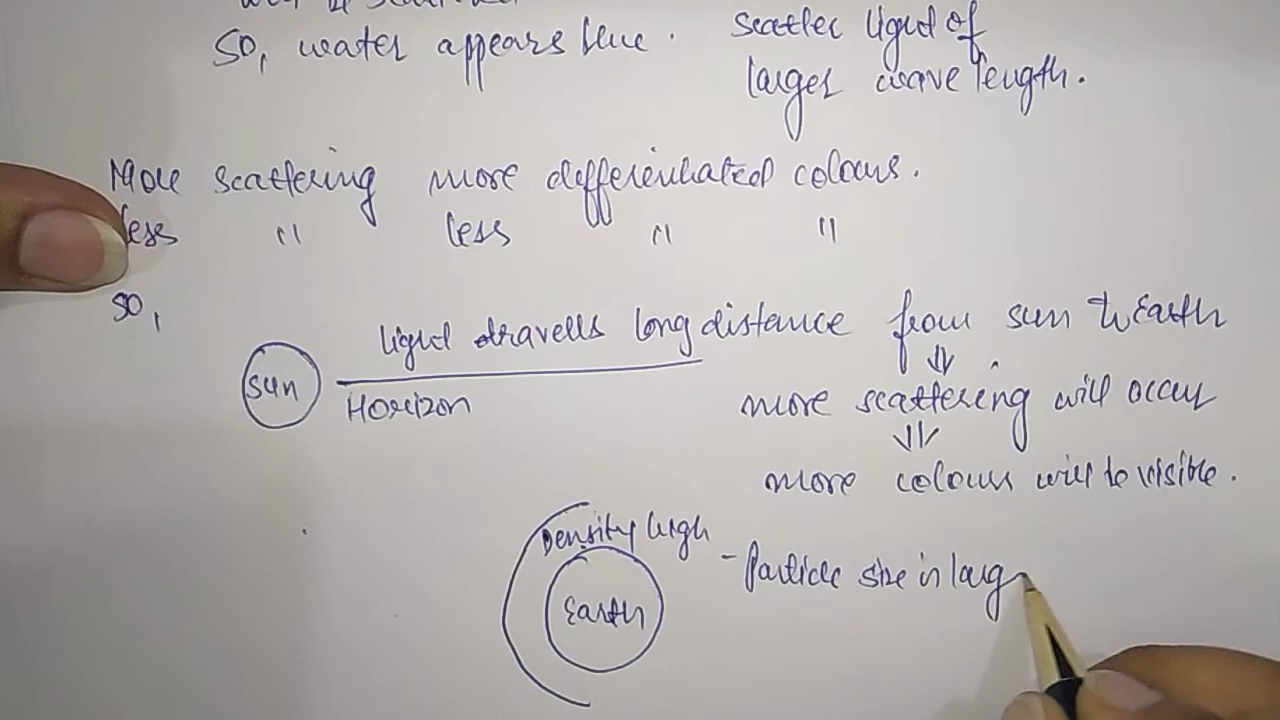 So, water appears blue.
Scatter light of
larger wave length.
More scattering more differentiated colours.
less " less " "
so,
light travells long distance from sun to Earth
Sun
Horizon
more scattering will occur
more colours will be visible.
Density high
Earth
- Particle size is larg